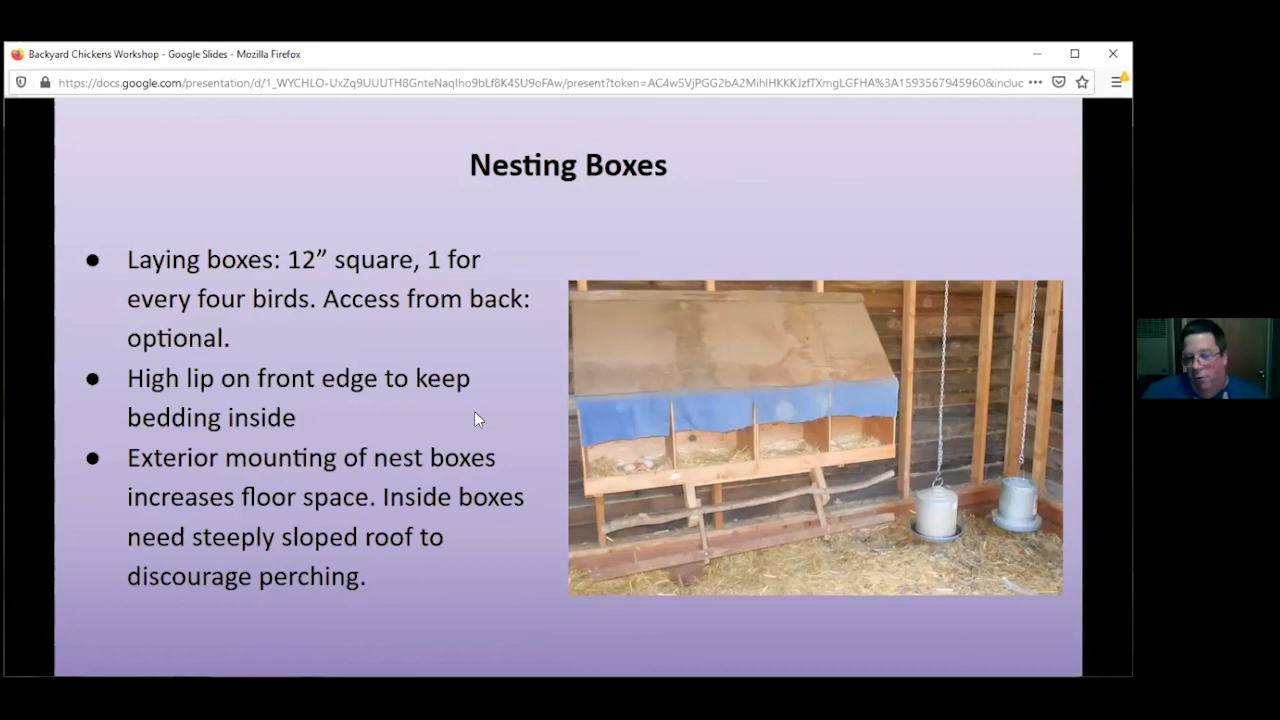 Backyard Chickens Workshop - Google Slides - Mozilla Firefox
https://docs.google.com/presentation/d/1_WYCHLO-UxZq9UUUTH8GnteNaqlho9bLf8K4SU9oFAw/present?token=AC4w5VjPGG2bA2MihlHKKKJzfTXmgLGFHA%3A1593567945960&includ
Nesting Boxes
● Laying boxes: 12” square, 1 for
every four birds. Access from back:
optional.
● High lip on front edge to keep
bedding inside
● Exterior mounting of nest boxes
increases floor space. Inside boxes
need steeply sloped roof to
discourage perching.